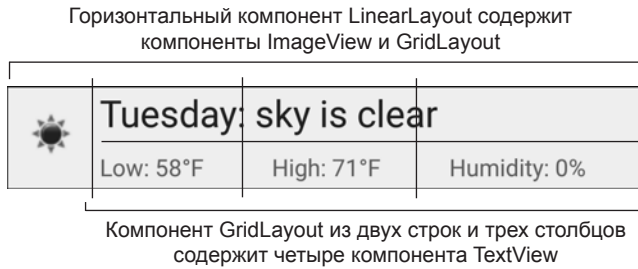 Горизонтальный компонент LinearLayout содержит
компоненты ImageView и GridLayout
Tuesday: sky is clear
Low: 58°F High: 71°F Humidity: 0%
Компонент GridLayout из двух строк и трех столбцов
содержит четыре компонента TextView